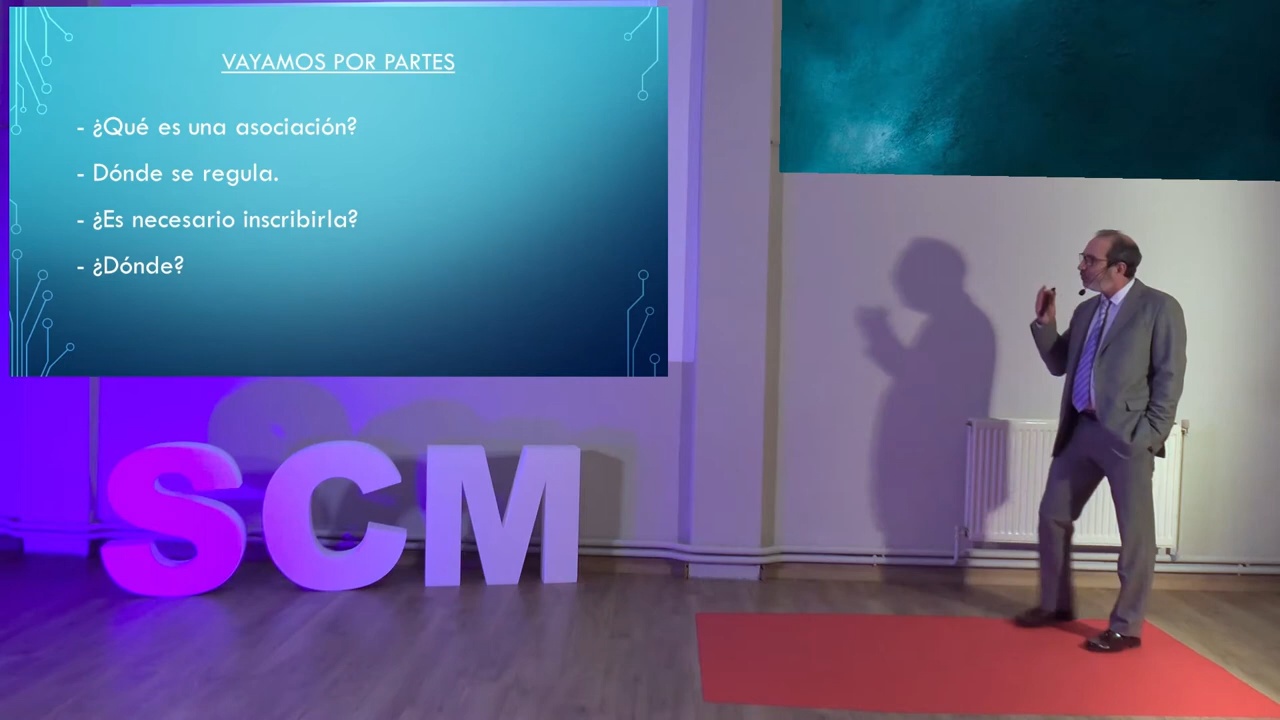 VAYAMOS POR PARTES
- ¿Qué es una asociación?
- Dónde se regula.
- ¿Es necesario inscribirla?
- ¿Dónde?
SCM